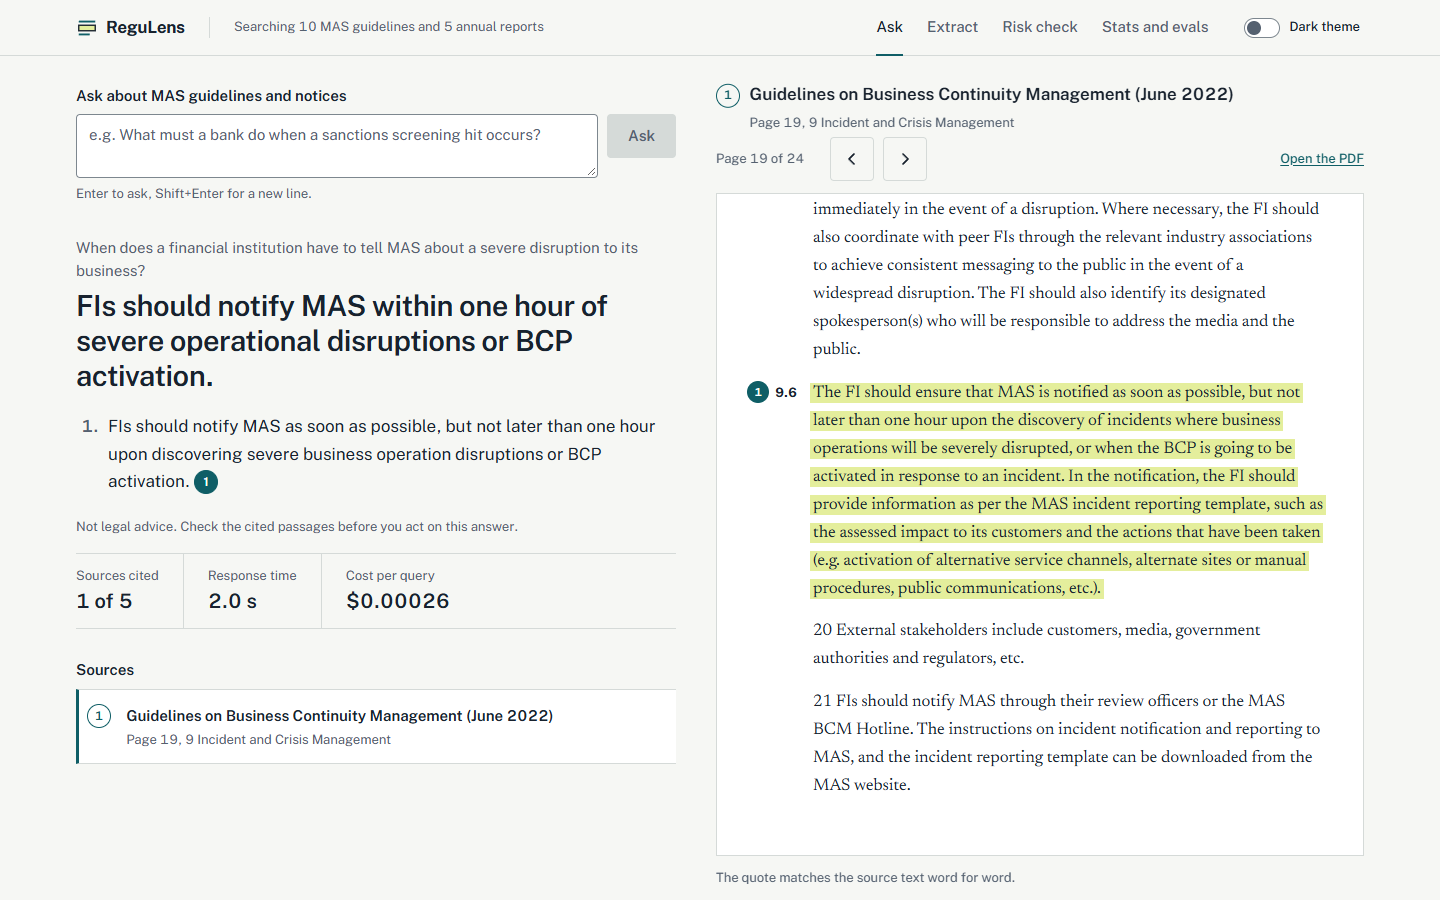 ReguLens
Searching 10 MAS guidelines and 5 annual reports
Ask
Extract
Risk check
Stats and evals
Dark theme
Ask about MAS guidelines and notices
e.g. What must a bank do when a sanctions screening hit occurs?
Ask
Enter to ask, Shift+Enter for a new line.
When does a financial institution have to tell MAS about a severe disruption to its
business?
FIs should notify MAS within one hour of
severe operational disruptions or BCP
activation.
1. FIs should notify MAS as soon as possible, but not later than one hour
upon discovering severe business operation disruptions or BCP
activation. 1
Not legal advice. Check the cited passages before you act on this answer.
Sources cited
1 of 5
Response time
2.0 s
Cost per query
$0.00026
Sources
1 Guidelines on Business Continuity Management (June 2022)
Page 19, 9 Incident and Crisis Management
1 Guidelines on Business Continuity Management (June 2022)
Page 19, 9 Incident and Crisis Management
Page 19 of 24
Open the PDF
immediately in the event of a disruption. Where necessary, the FI should
also coordinate with peer FIs through the relevant industry associations
to achieve consistent messaging to the public in the event of a
widespread disruption. The FI should also identify its designated
spokesperson(s) who will be responsible to address the media and the
public.
1 9.6 The FI should ensure that MAS is notified as soon as possible, but not
later than one hour upon the discovery of incidents where business
operations will be severely disrupted, or when the BCP is going to be
activated in response to an incident. In the notification, the FI should
provide information as per the MAS incident reporting template, such as
the assessed impact to its customers and the actions that have been taken
(e.g. activation of alternative service channels, alternate sites or manual
procedures, public communications, etc.).
20 External stakeholders include customers, media, government
authorities and regulators, etc.
21 FIs should notify MAS through their review officers or the MAS
BCM Hotline. The instructions on incident notification and reporting to
MAS, and the incident reporting template can be downloaded from the
MAS website.
The quote matches the source text word for word.